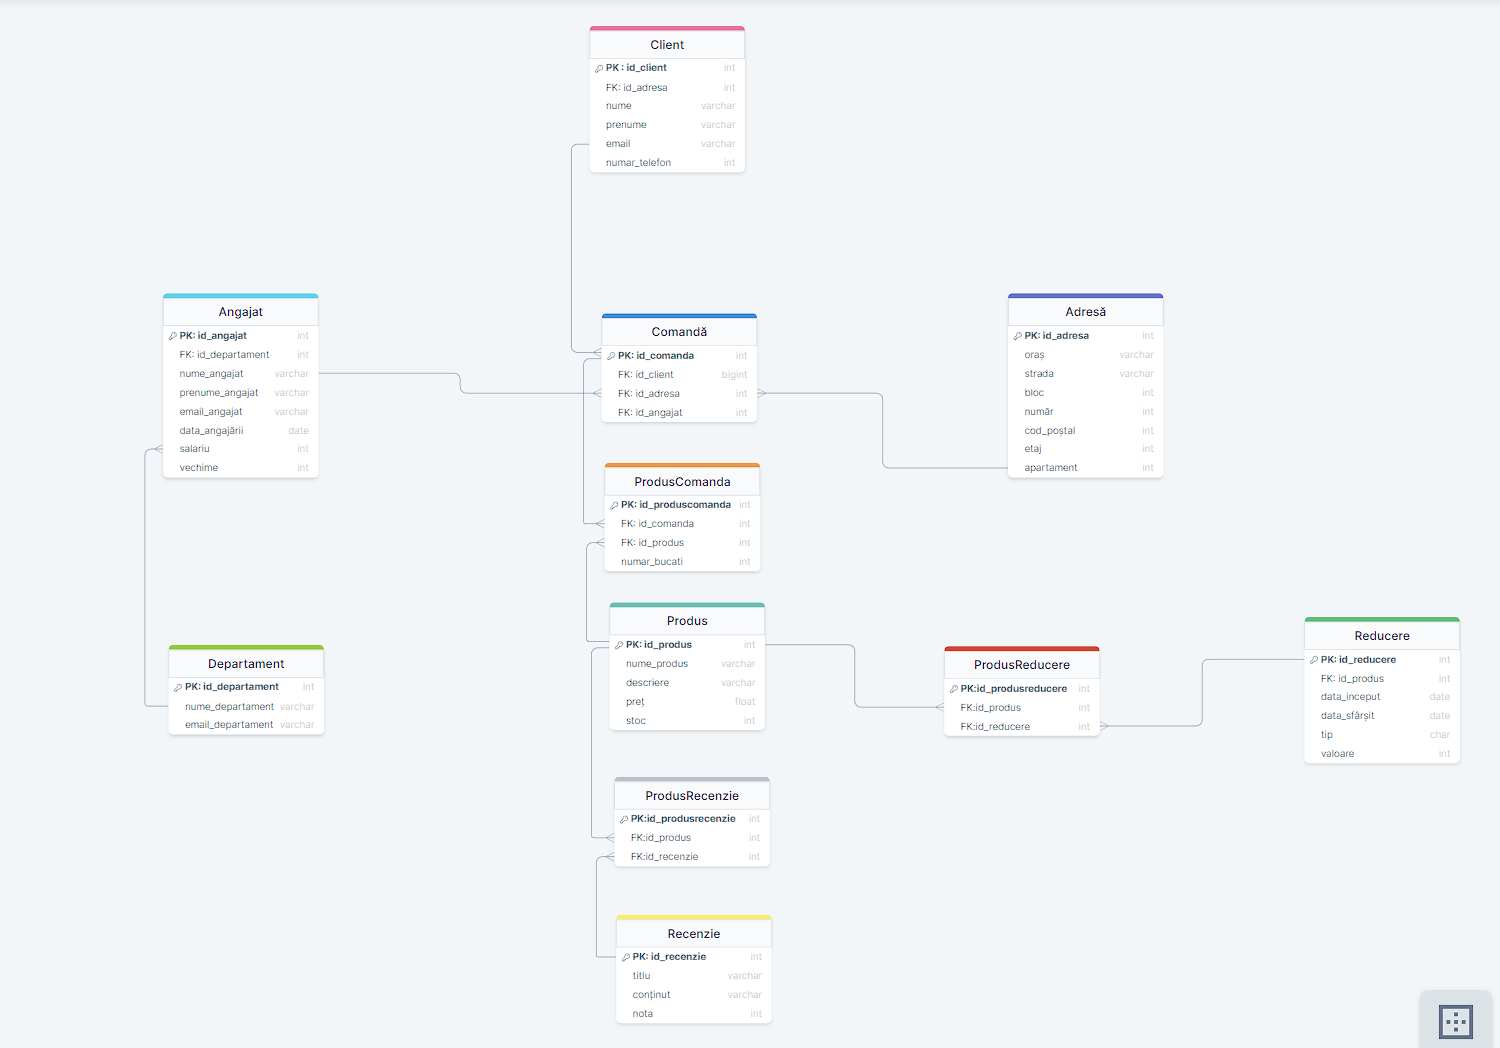 Client
PK : id_client int
FK: id_adresa int
nume varchar
prenume varchar
email varchar
numar_telefon int
Angajat
PK: id_angajat int
FK: id_departament int
nume_angajat varchar
prenume_angajat varchar
email_angajat varchar
data_angajării date
salariu int
vechime int
Comandă
PK: id_comanda int
FK: id_client bigint
FK: id_adresa int
FK: id_angajat int
Adresă
PK: id_adresa int
oraș varchar
strada varchar
bloc int
număr int
cod_poștal int
etaj int
apartament int
ProdusComanda
PK: id_produscomanda int
FK: id_comanda int
FK: id_produs int
numar_bucati int
Produs
PK: id_produs int
nume_produs varchar
descriere varchar
preț float
stoc int
Departament
PK: id_departament int
nume_departament varchar
email_departament varchar
ProdusReducere
PK:id_produsreducere int
FK:id_produs int
FK:id_reducere int
Reducere
PK: id_reducere int
FK: id_produs int
data_inceput date
data_sfârșit date
tip char
valoare int
ProdusRecenzie
PK:id_produsrecenzie int
FK:id_produs int
FK:id_recenzie int
Recenzie
PK: id_recenzie int
titlu varchar
conținut varchar
nota int